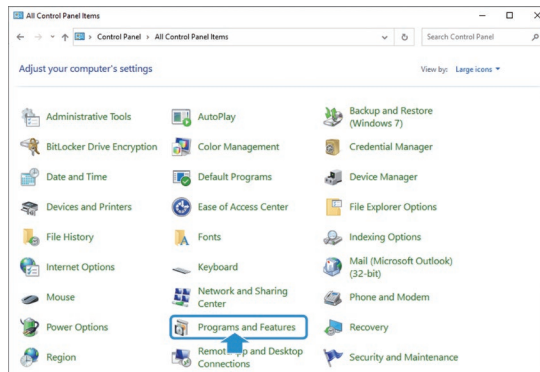 All Control Panel Items
Control Panel > All Control Panel Items
Search Control Panel
Adjust your computer's settings
View by: Large icons
Administrative Tools
AutoPlay
Backup and Restore
(Windows 7)
BitLocker Drive Encryption
Color Management
Credential Manager
Date and Time
Default Programs
Device Manager
Devices and Printers
Ease of Access Center
File Explorer Options
File History
Fonts
Indexing Options
Internet Options
Keyboard
Mail (Microsoft Outlook)
(32-bit)
Mouse
Network and Sharing
Center
Phone and Modem
Power Options
Programs and Features
Recovery
Region
and Desktop
Connections
Security and Maintenance